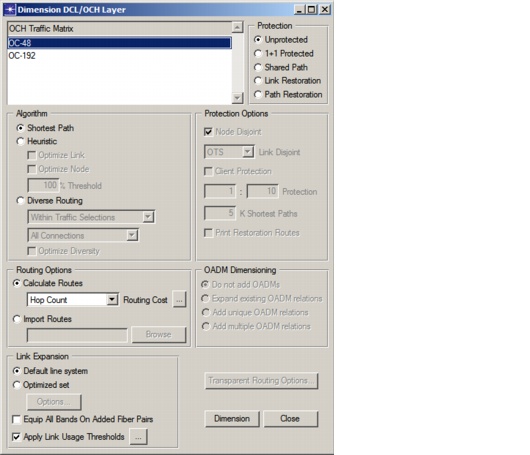 Dimension DCL/OCH Layer
OCH Traffic Matrix
OC-48
OC-192
Protection
Unprotected
1+1 Protected
Shared Path
Link Restoration
Path Restoration
Algorithm
Shortest Path
Heuristic
Optimize Link
Optimize Node
100 % Threshold
Diverse Routing
Within Traffic Selections
All Connections
Optimize Diversity
Protection Options
Node Disjoint
OTS Link Disjoint
Client Protection
1 : 10 Protection
5 K Shortest Paths
Print Restoration Routes
Routing Options
Calculate Routes
Hop Count Routing Cost ...
Import Routes
Browse
OADM Dimensioning
Do not add OADMs
Expand existing OADM relations
Add unique OADM relations
Add multiple OADM relations
Link Expansion
Default line system
Optimized set
Options...
Equip All Bands On Added Fiber Pairs
Apply Link Usage Thresholds ...
Transparent Routing Options...
Dimension Close